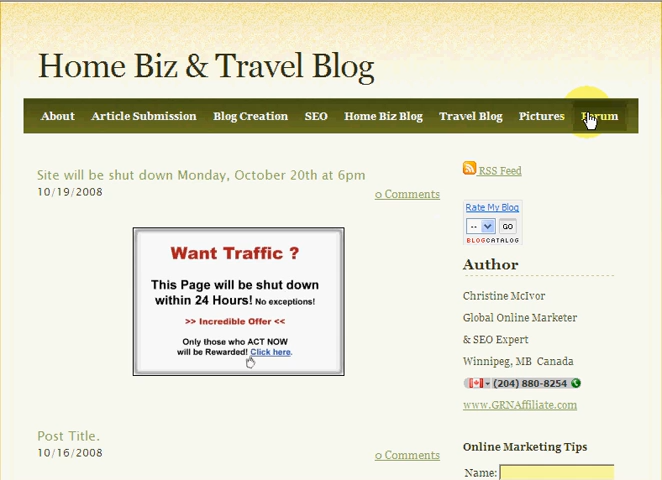 Home Biz & Travel Blog
About Article Submission Blog Creation SEO Home Biz Blog Travel Blog Pictures Forum
Site will be shut down Monday, October 20th at 6pm
10/19/2008
0 Comments
Want Traffic ?
This Page will be shut down
within 24 Hours! No exceptions!
>> Incredible Offer <<
Only those who ACT NOW
will be Rewarded! Click here.
Post Title.
10/16/2008
0 Comments
RSS Feed
Rate My Blog
-- GO
BLOGCATALOG
Author
Christine McIvor
Global Online Marketer
& SEO Expert
Winnipeg, MB Canada
(204) 880-8254
www.GRNAffiliate.com
Online Marketing Tips
Name: